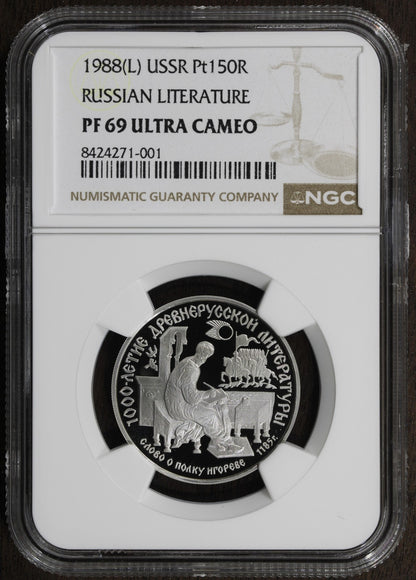 1988(L) USSR Pt150R
RUSSIAN LITERATURE
PF 69 ULTRA CAMEO
8424271-001
NUMISMATIC GUARANTY COMPANY
NGC
1000-ЛЕТИЕ ДРЕВНЕРУССКОЙ ЛИТЕРАТУРЫ
СЛОВО О ПОЛКУ ИГОРЕВЕ
1185г.